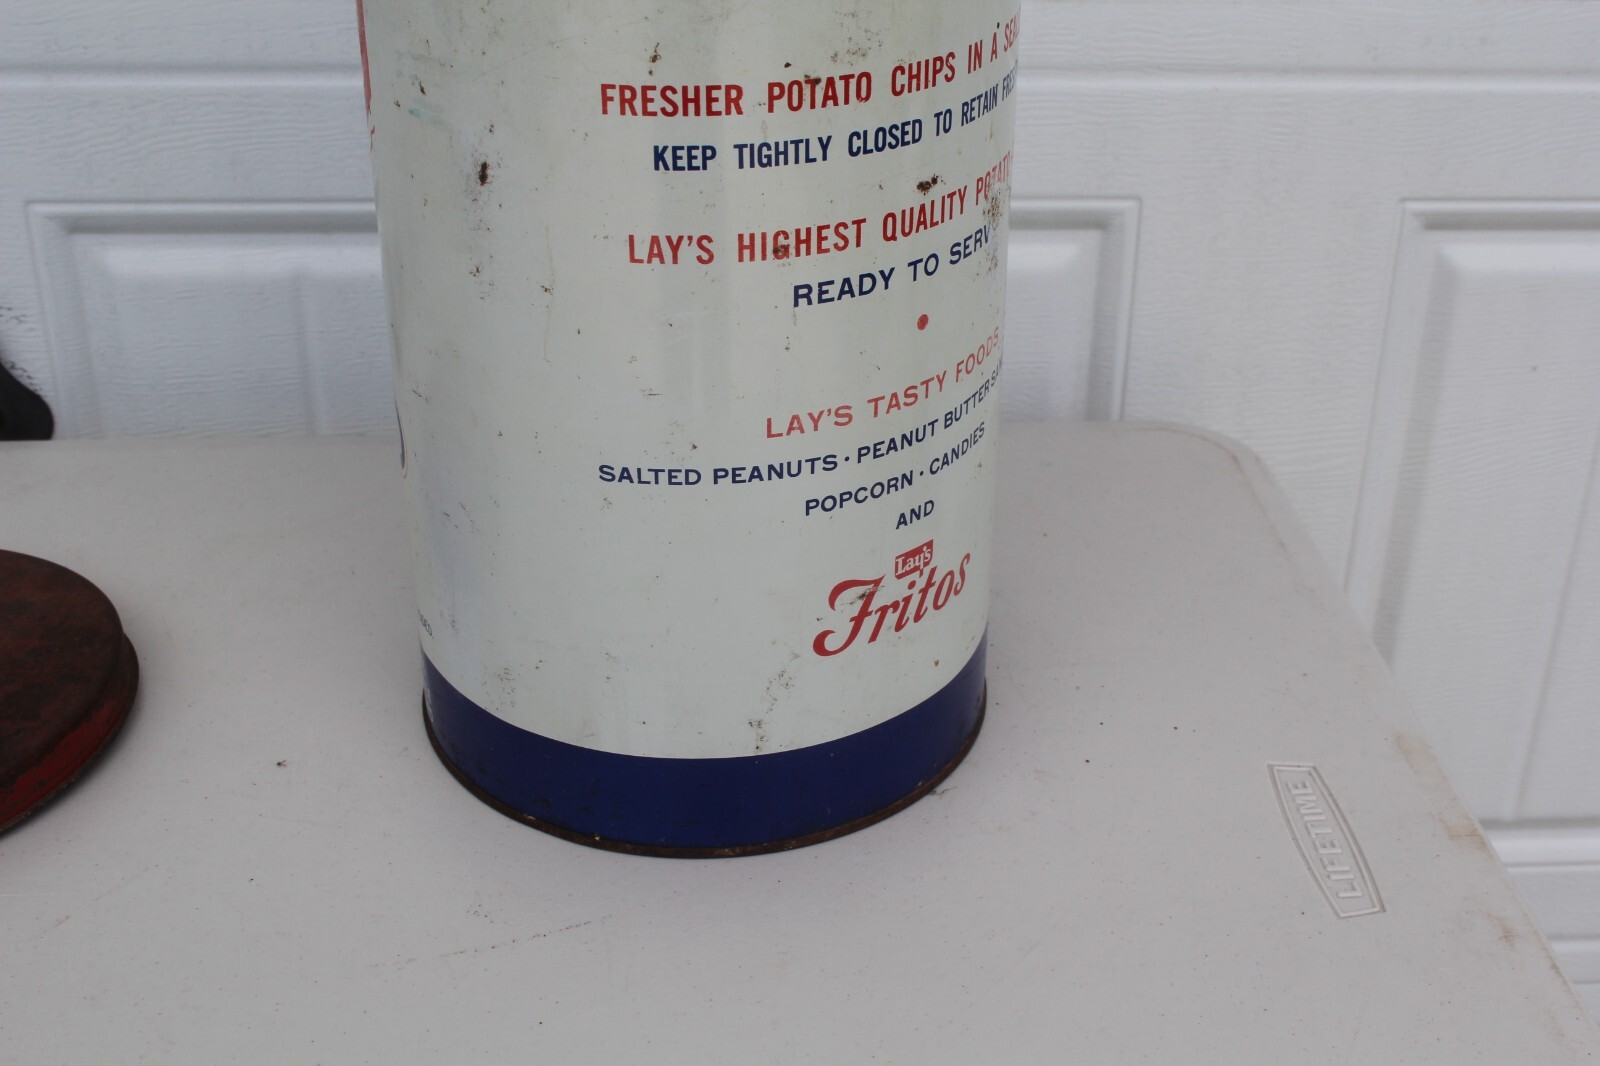 FRESHER POTATO CHIPS IN A
KEEP TIGHTLY CLOSED TO RETAIN
LAY'S HIGHEST QUALITY POTATO
READY TO SERV
LAY'S TASTY FOODS
SALTED PEANUTS · PEANUT BUTTER
POPCORN · CANDIES
AND
Lay's
Fritos
LIFETIME